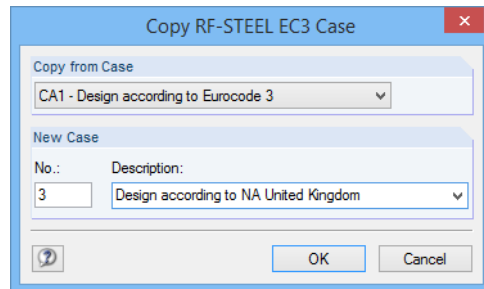 Copy RF-STEEL EC3 Case
Copy from Case
CA1 - Design according to Eurocode 3
New Case
No.: Description:
3 Design according to NA United Kingdom
OK Cancel